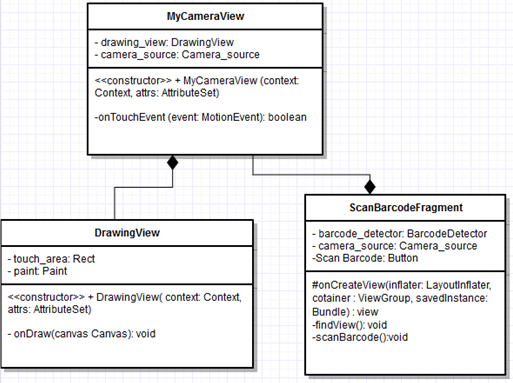 MyCameraView
- drawing_view: DrawingView
- camera_source: Camera_source
<<constructor>> + MyCameraView (context:
Context, attrs: AttributeSet)
-onTouchEvent (event: MotionEvent): boolean
DrawingView
- touch_area: Rect
- paint: Paint
<<constructor>> + DrawingView( context: Context,
attrs: AttributeSet)
- onDraw(canvas Canvas): void
ScanBarcodeFragment
- barcode_detector: BarcodeDetector
- camera_source: Camera_source
-Scan Barcode: Button
#onCreateView(inflater: LayoutInflater,
cotainer : ViewGroup, savedInstance:
Bundle) : view
-findView(): void
-scanBarcode():void